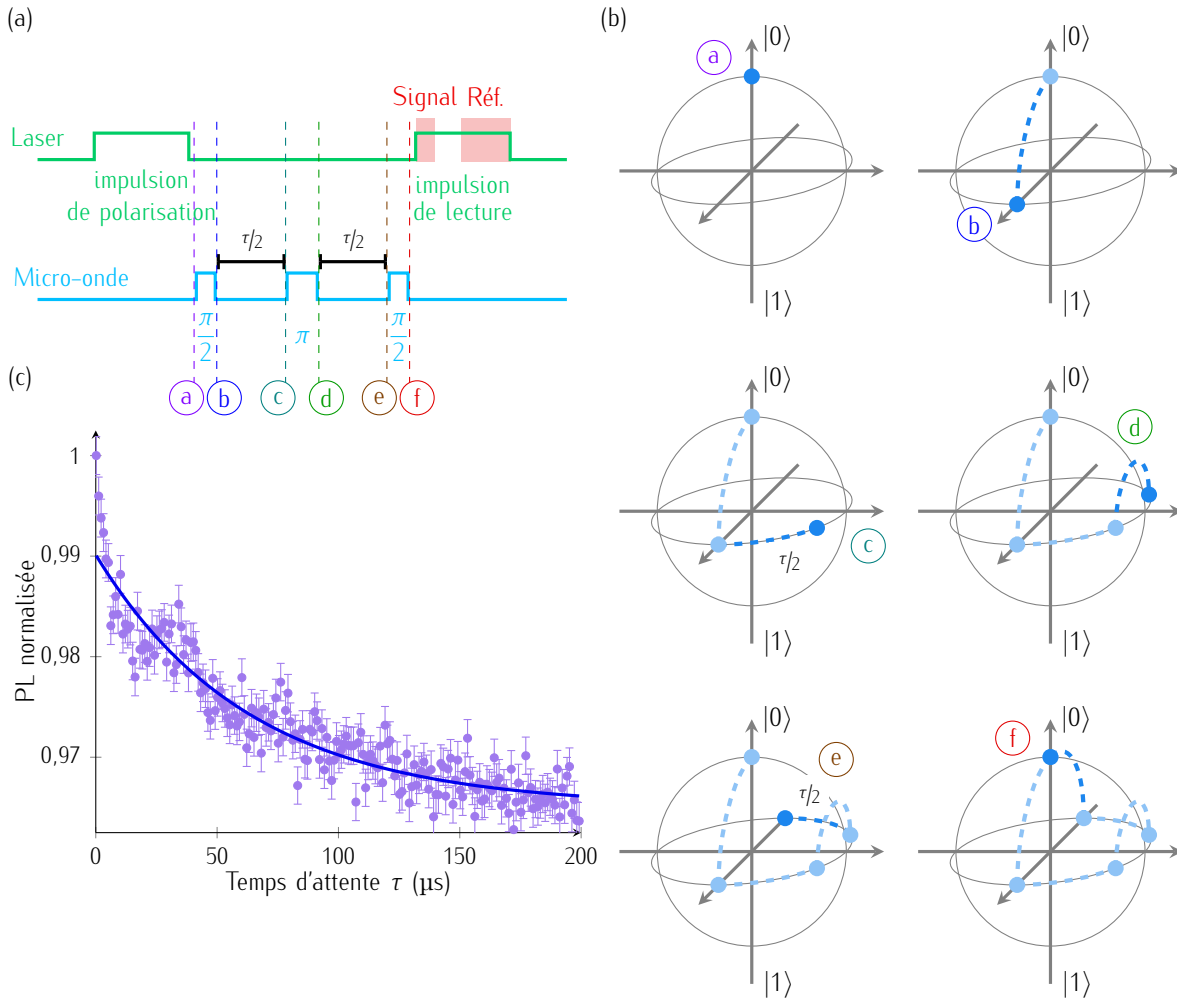 (a)
Signal Réf.
Laser
impulsion
de polarisation
impulsion
de lecture
τ/2
τ/2
Micro-onde
π/2
π
π/2
a
b
c
d
e
f
(b)
|0⟩
a
|1⟩
|0⟩
b
|1⟩
|0⟩
c
τ/2
|1⟩
|0⟩
d
|1⟩
|0⟩
e
τ/2
|1⟩
|0⟩
f
|1⟩
(c)
PL normalisée
1
0,99
0,98
0,97
0
50
100
150
200
Temps d'attente τ (µs)